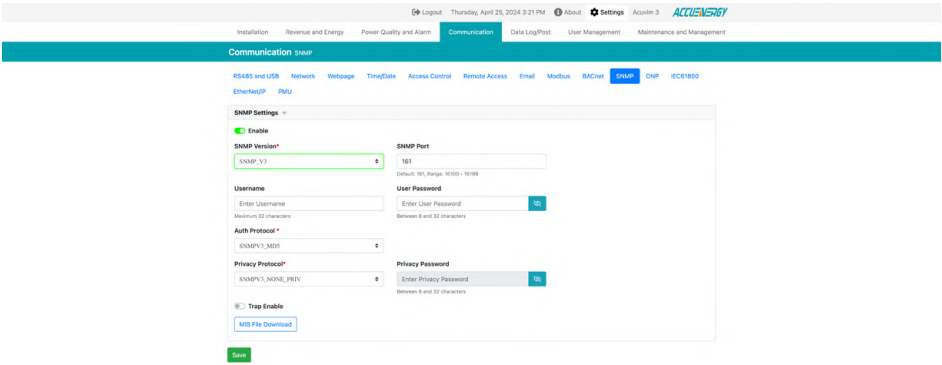 Logout Thursday, April 25, 2024 3:21 PM About Settings Acuvim 3 ACCUENERGY
Installation Revenue and Energy Power Quality and Alarm Communication Data Log/Post User Management Maintenance and Management
Communication SNMP
RS485 and USB Network Webpage Time/Date Access Control Remote Access Email Modbus BACnet SNMP DNP IEC61850
EtherNet/IP PMU
SNMP Settings
Enable
SNMP Version* SNMP Port
SNMP_V3 161
Default: 161, Range: 16100 - 16199
Username User Password
Enter Username Enter User Password
Maximum 32 characters Between 8 and 32 characters
Auth Protocol *
SNMPV3_MD5
Privacy Protocol* Privacy Password
SNMPV3_NONE_PRIV Enter Privacy Password
Between 8 and 32 characters
Trap Enable
MIB File Download
Save